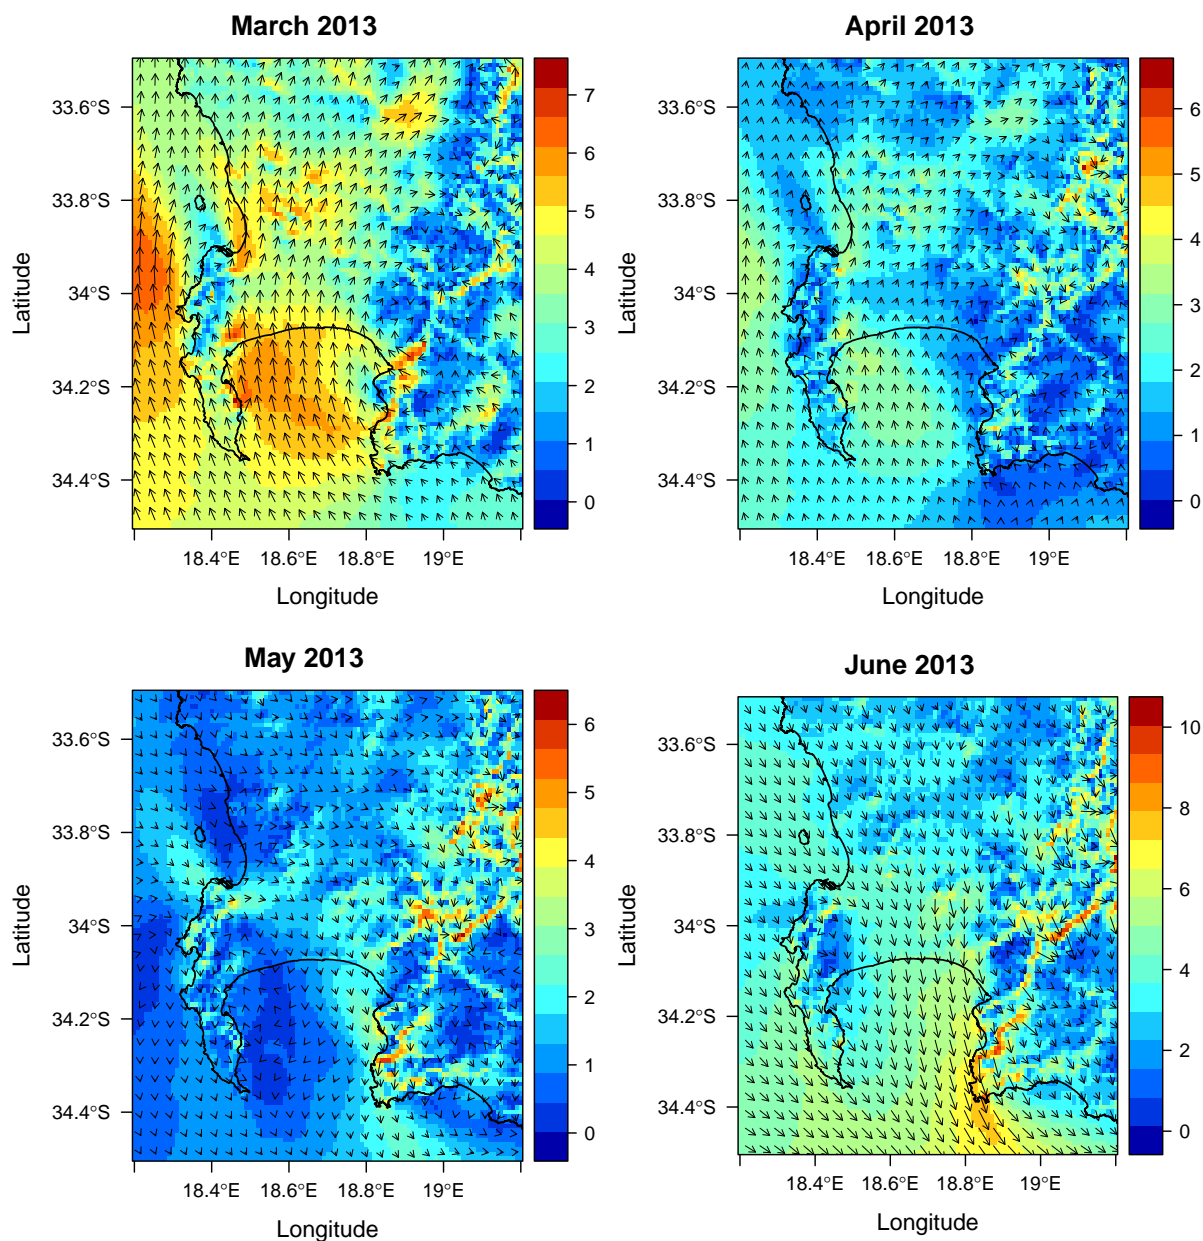 March 2013
April 2013
33.6°S
33.8°S
34°S
34.2°S
34.4°S
Latitude
18.4°E 18.6°E 18.8°E 19°E
Longitude
7
6
5
4
3
2
1
0
33.6°S
33.8°S
34°S
34.2°S
34.4°S
Latitude
18.4°E 18.6°E 18.8°E 19°E
Longitude
6
5
4
3
2
1
0
May 2013
June 2013
33.6°S
33.8°S
34°S
34.2°S
34.4°S
Latitude
18.4°E 18.6°E 18.8°E 19°E
Longitude
6
5
4
3
2
1
0
33.6°S
33.8°S
34°S
34.2°S
34.4°S
Latitude
18.4°E 18.6°E 18.8°E 19°E
Longitude
10
8
6
4
2
0